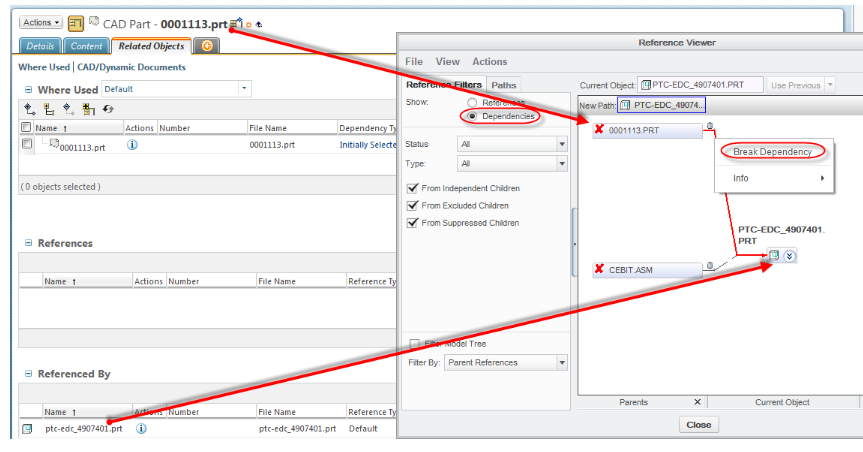 Actions
CAD Part - 0001113.prt
Details
Content
Related Objects
Where Used | CAD/Dynamic Documents
Where Used
Default
Name
Actions
Number
File Name
Dependency Ty
0001113.prt
0001113.prt
Initially Selecte
( 0 objects selected )
References
Name
Actions
Number
File Name
Reference Ty
Referenced By
Name
Actions
Number
File Name
Reference Ty
ptc-edc_4907401.prt
ptc-edc_4907401.prt
Default
Reference Viewer
File
View
Actions
Reference Filters
Paths
Show:
References
Dependencies
Status
All
Type:
All
From Independent Children
From Excluded Children
From Suppressed Children
Filter Model Tree
Filter By:
Parent References
Current Object:
PTC-EDC_4907401.PRT
Use Previous
New Path:
PTC-EDC_49074...
0001113.PRT
Break Dependency
Info
PTC-EDC_4907401.
PRT
CEBIT.ASM
Parents
X
Current Object
Close